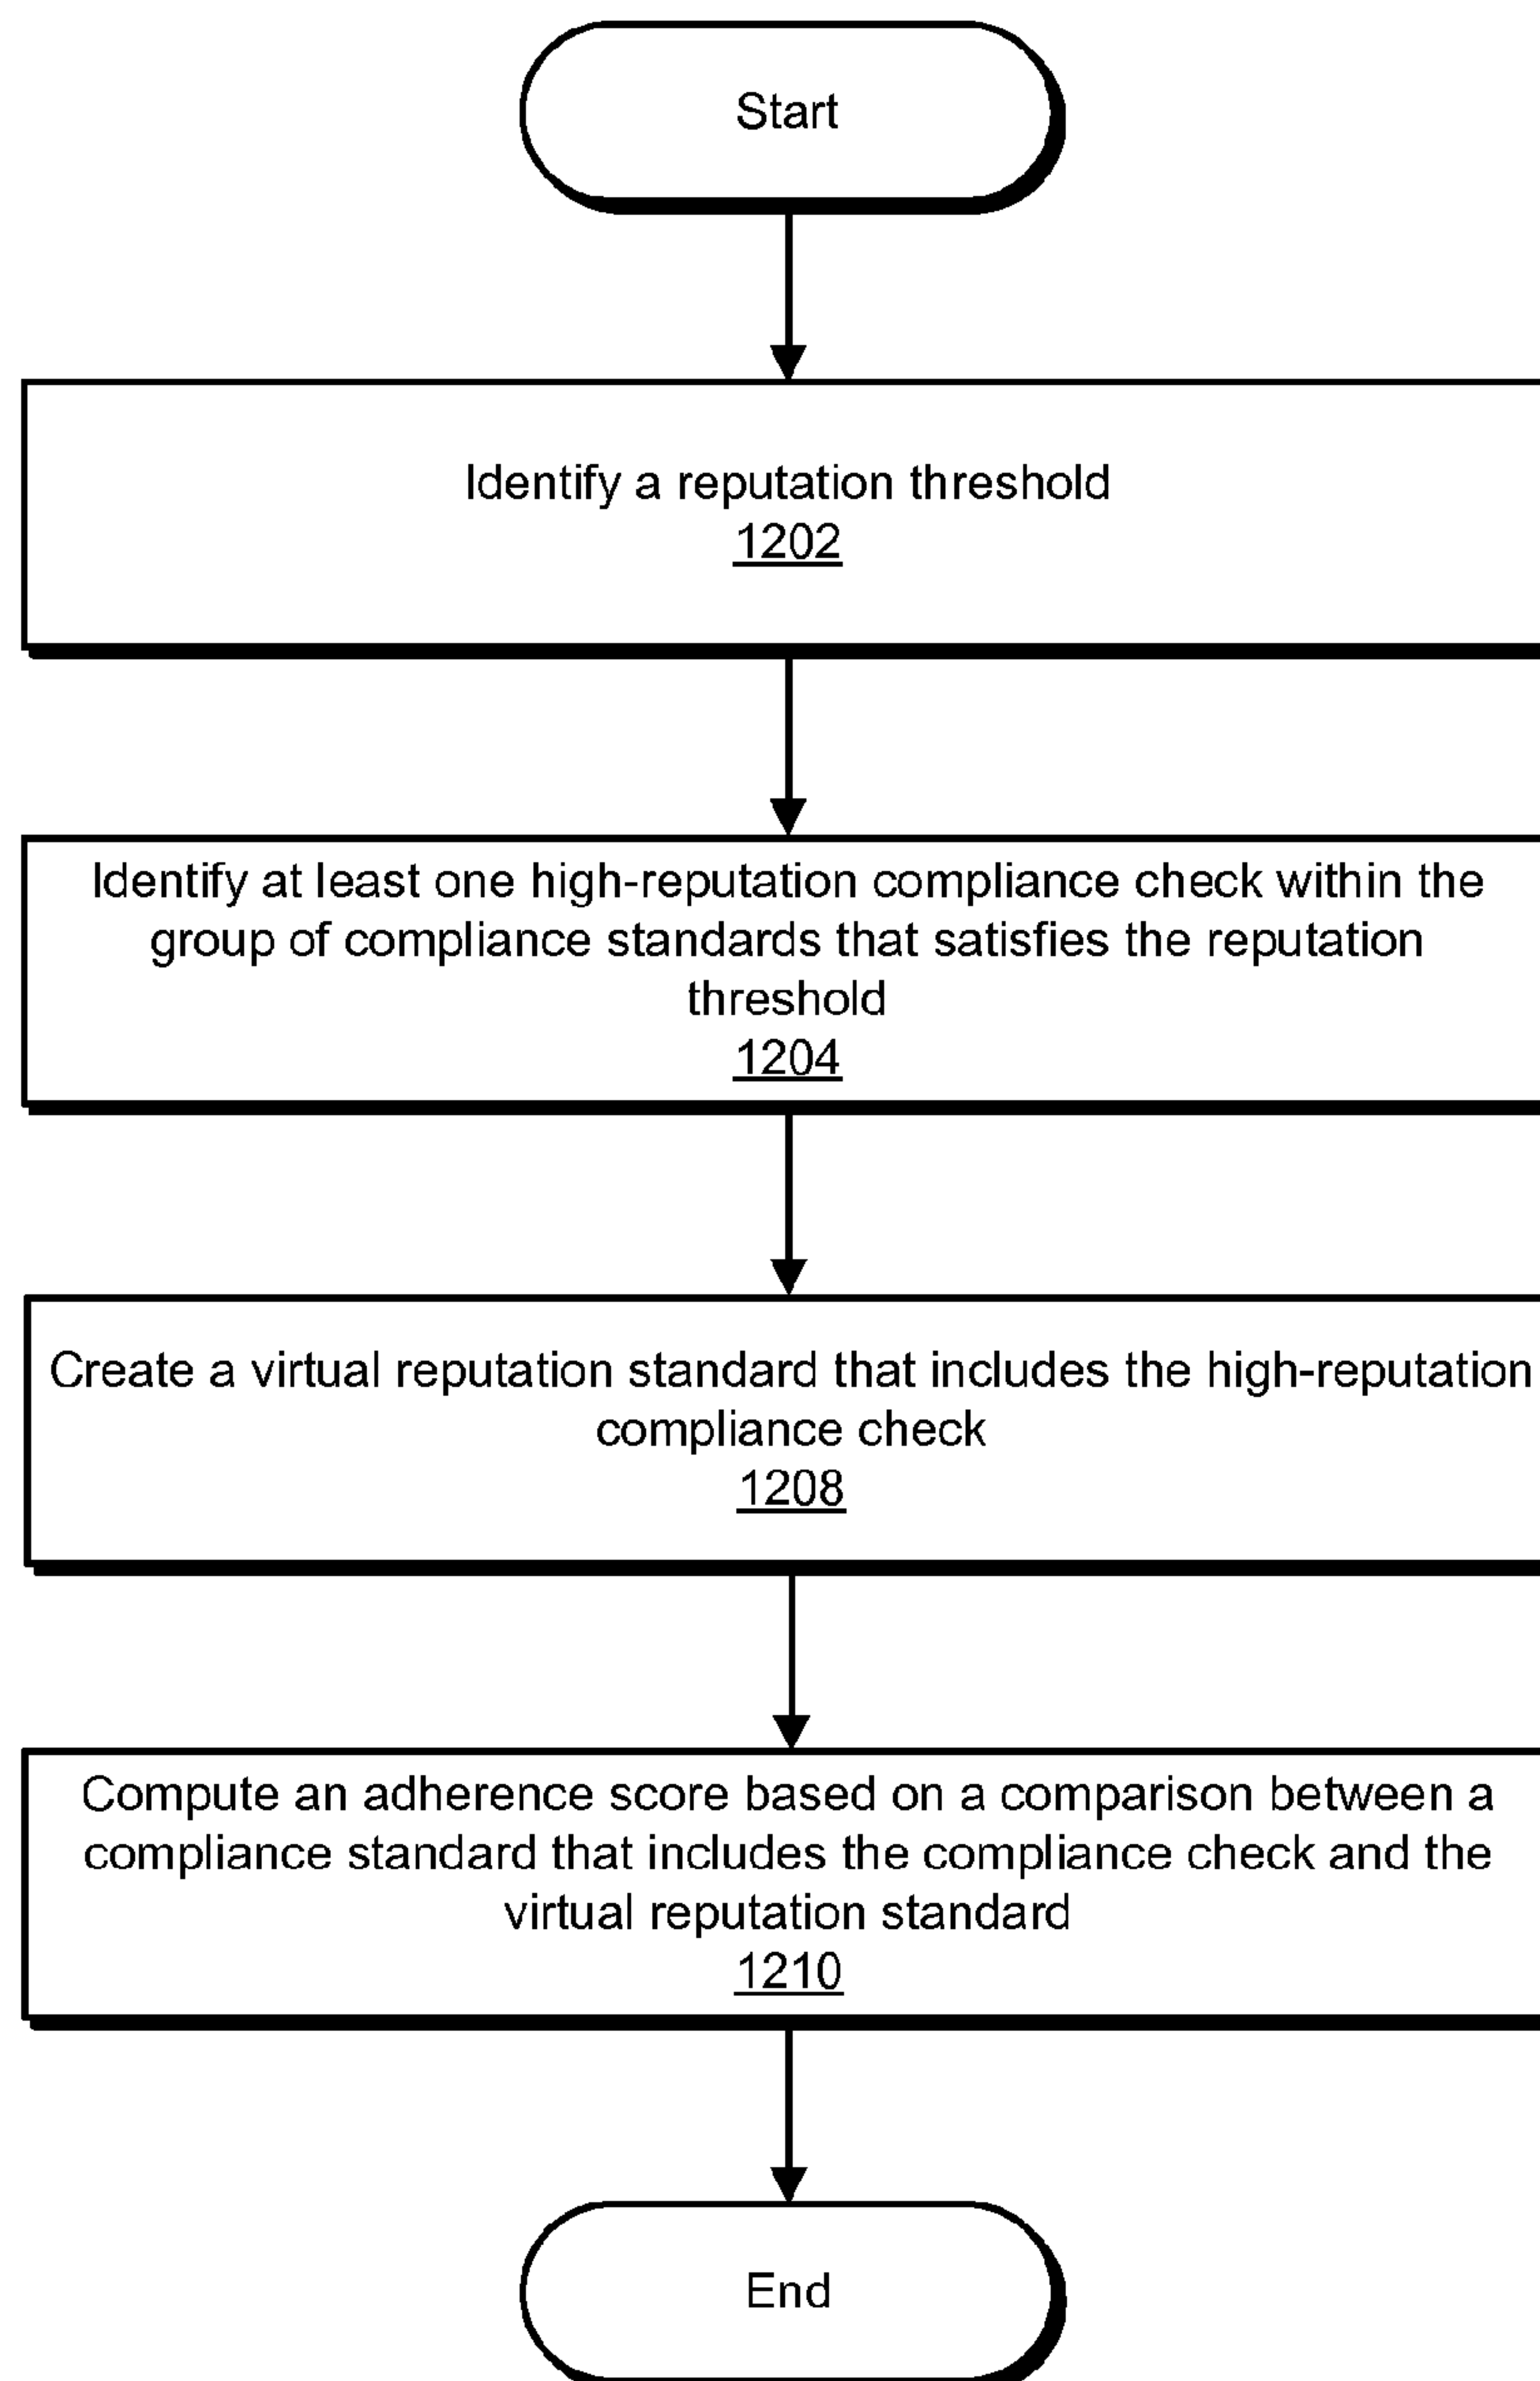 Start
Identify a reputation threshold
1202
Identify at least one high-reputation compliance check within the
group of compliance standards that satisfies the reputation
threshold
1204
Create a virtual reputation standard that includes the high-reputation
compliance check
1208
Compute an adherence score based on a comparison between a
compliance standard that includes the compliance check and the
virtual reputation standard
1210
End